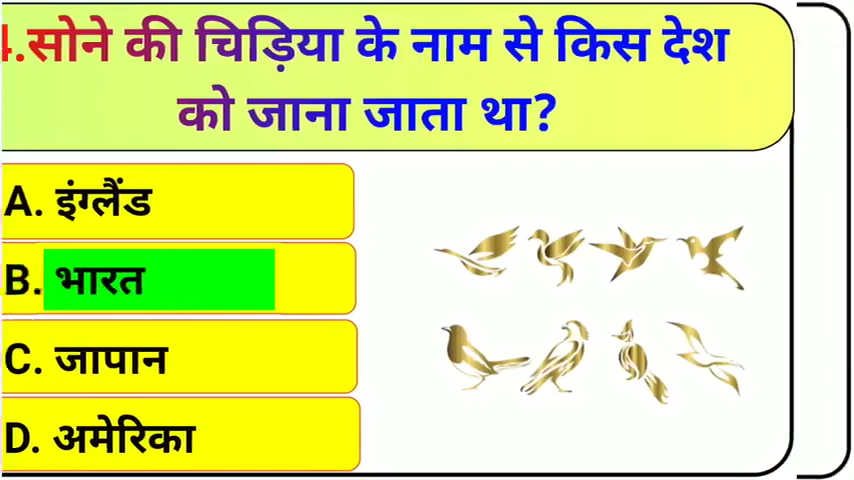 4.सोने की चिड़िया के नाम से किस देश
को जाना जाता था?
A. इंग्लैंड
B. भारत
C. जापान
D. अमेरिका